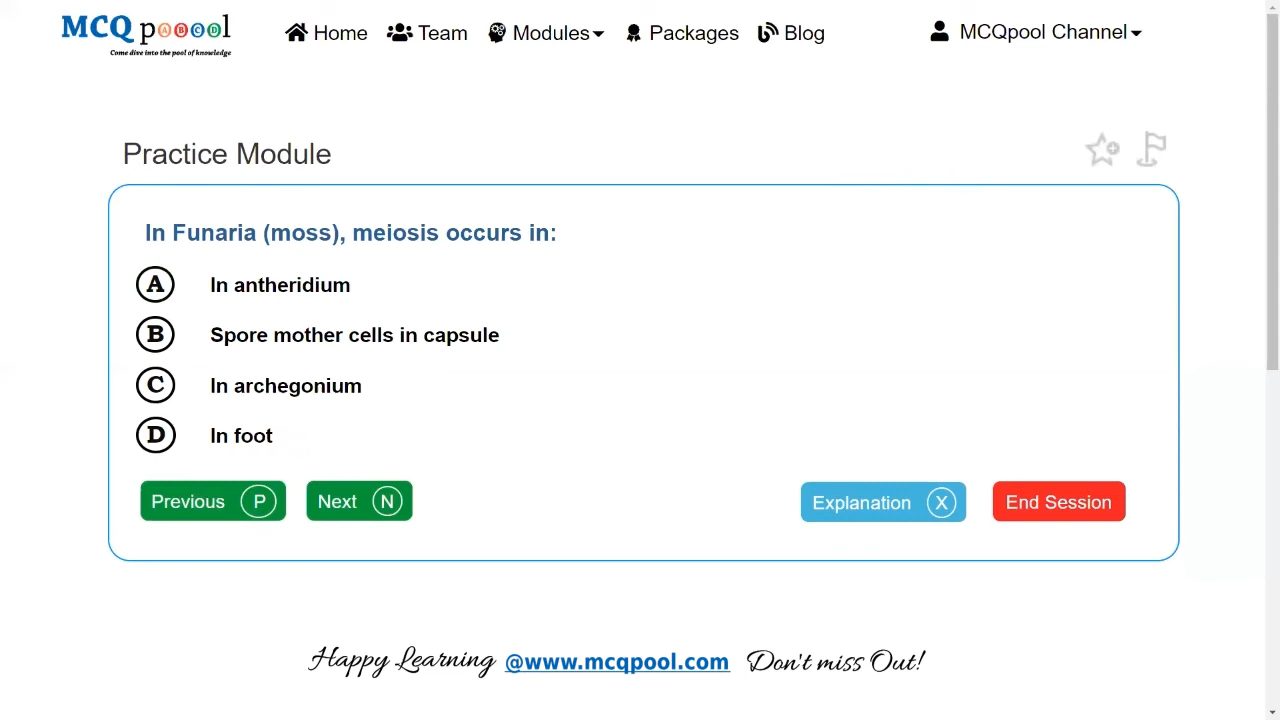 MCQ pooool
A B C D
Come dive into the pool of knowledge
Home Team Modules Packages Blog MCQpool Channel
Practice Module
In Funaria (moss), meiosis occurs in:
A In antheridium
B Spore mother cells in capsule
C In archegonium
D In foot
Previous P Next N Explanation X End Session
Happy Learning @www.mcqpool.com Don't miss Out!